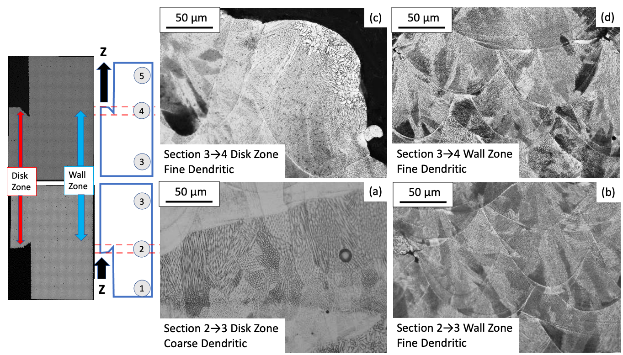 Z
5
4
3
Disk
Zone
Wall
Zone
3
2
1
Z
50 µm
(c)
Section 3→4 Disk Zone
Fine Dendritic
50 µm
(d)
Section 3→4 Wall Zone
Fine Dendritic
50 µm
(a)
Section 2→3 Disk Zone
Coarse Dendritic
50 µm
(b)
Section 2→3 Wall Zone
Fine Dendritic